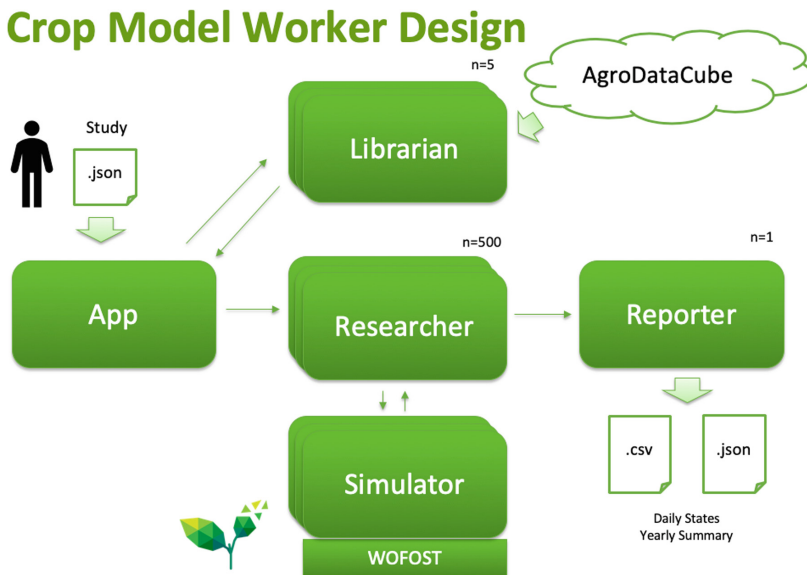 Crop Model Worker Design
n=5
AgroDataCube
Study
.json
Librarian
n=500
n=1
App
Researcher
Reporter
Simulator
.csv
.json
Daily States
Yearly Summary
WOFOST